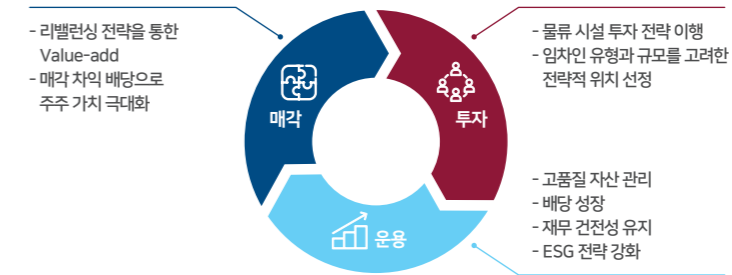 - 리밸런싱 전략을 통한
Value-add
- 매각 차익 배당으로
주주 가치 극대화
매각
투자
- 물류 시설 투자 전략 이행
- 임차인 유형과 규모를 고려한
전략적 위치 선정
운용
- 고품질 자산 관리
- 배당 성장
- 재무 건전성 유지
- ESG 전략 강화